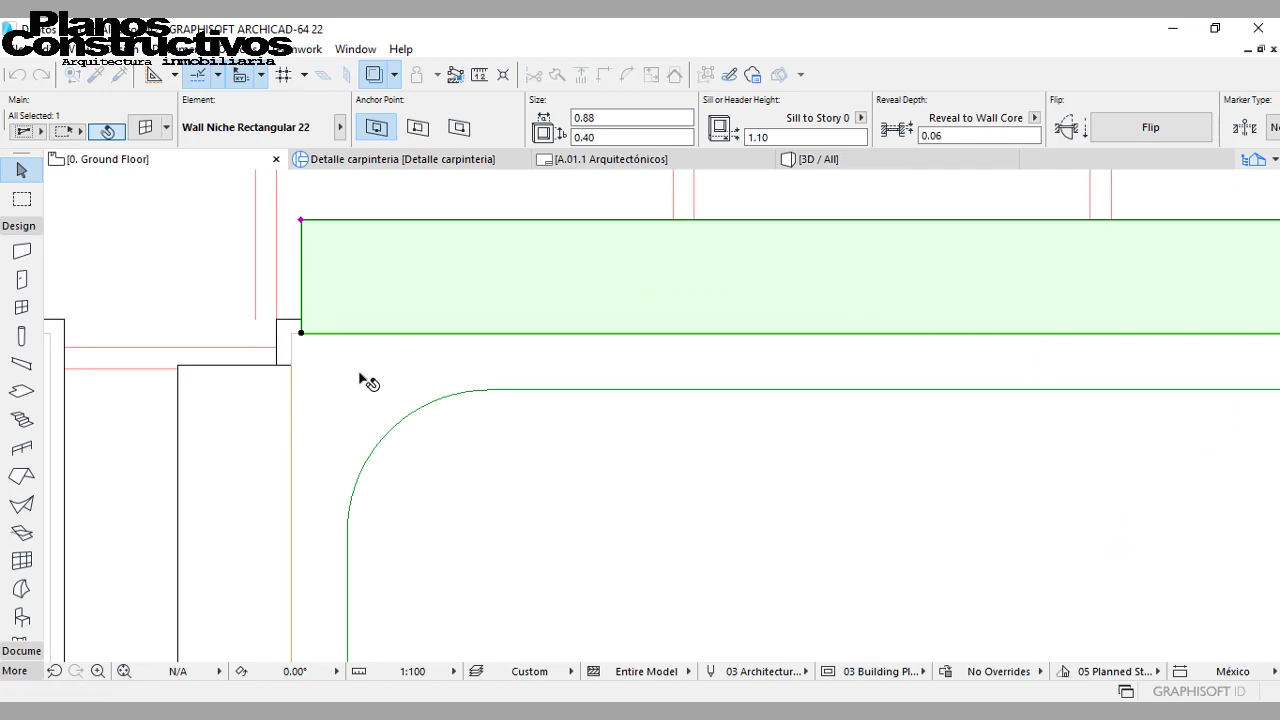 Planos
Constructivos
Arquitectura inmobiliaria
GRAPHISOFT ARCHICAD-64 22
Window Help
Main: Element: Anchor Point: Size: Sill or Header Height: Reveal Depth: Flip: Marker Type:
All Selected: 1
Wall Niche Rectangular 22
0.88
0.40
Sill to Story 0
1.10
Reveal to Wall Core
0.06
Flip
[0. Ground Floor]
Detalle carpinteria [Detalle carpinteria]
[A.01.1 Arquitectónicos]
[3D / All]
Design
Docume
More
N/A
0.00°
1:100
Custom
Entire Model
03 Architectur...
03 Building Pl...
No Overrides
05 Planned St...
México
GRAPHISOFT ID